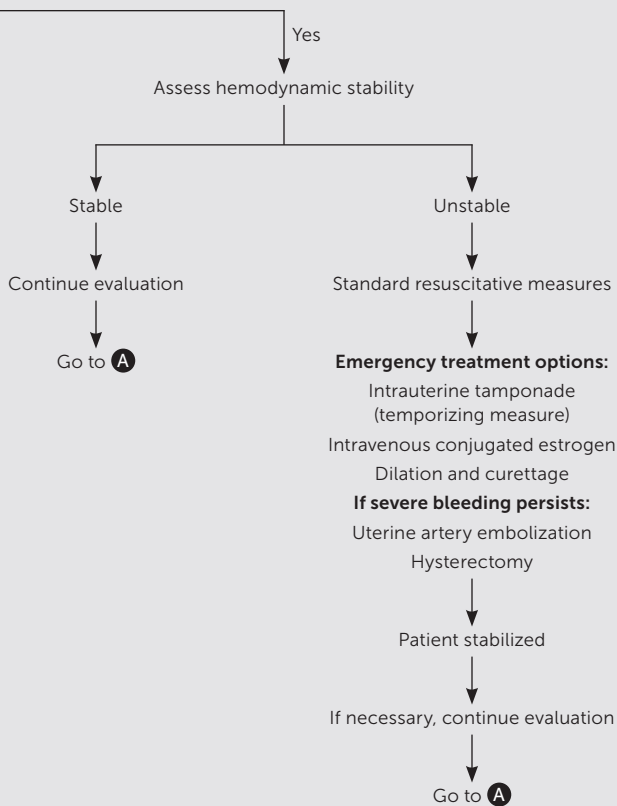 Yes
Assess hemodynamic stability
Stable
Unstable
Continue evaluation
Standard resuscitative measures
Go to A
Emergency treatment options:
Intrauterine tamponade
(temporizing measure)
Intravenous conjugated estrogen
Dilation and curettage
If severe bleeding persists:
Uterine artery embolization
Hysterectomy
Patient stabilized
If necessary, continue evaluation
Go to A